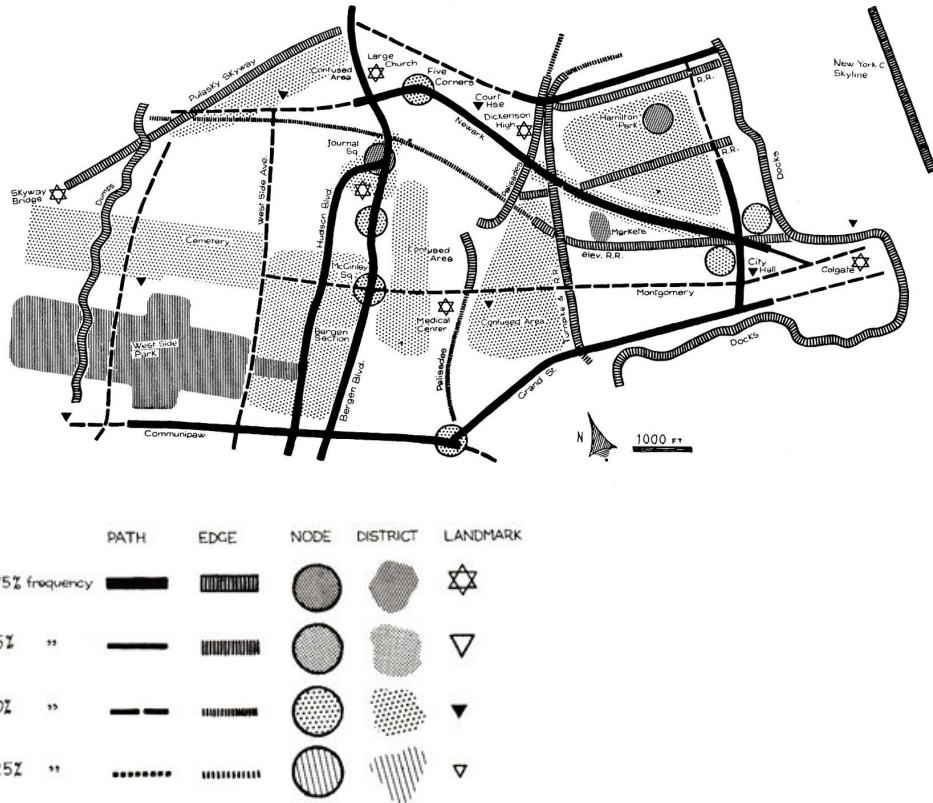 Large
Church
Confused
Area
Five
Corners
Pulasky Skyway
Court
Hse
Dickenson
High
Newark
R.R.
Hamilton
Park
New York C
Skyline
Journal
Sq
R.R.
Docks
Skyway
Bridge
Dumps
West Side Ave.
Hudson Blvd.
Palisades
Cemetery
Confused
Area
Markets
elev. R.R.
McGinley
Sq.
City
Hall
Colgate
Montgomery
Medical
Center
Confused Area
Turnpike & R.R.
West Side
Park
Bergen
Section
Bergen Blvd.
Palisades
Grand St.
Docks
Communipaw
N
1000 FT
PATH EDGE NODE DISTRICT LANDMARK
5% frequency
5% "
0% "
25% "